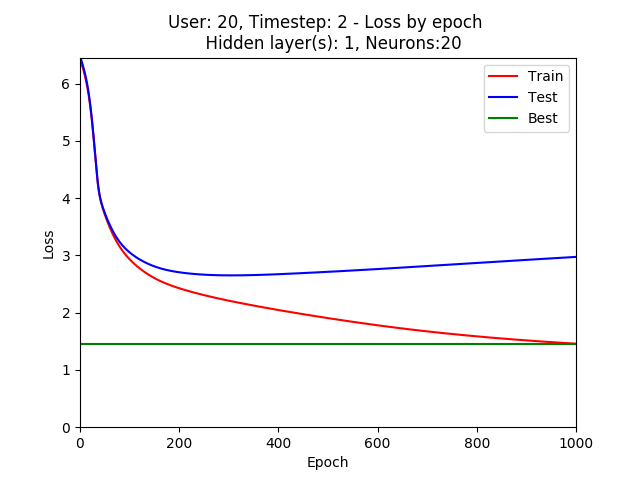 User: 20, Timestep: 2 - Loss by epoch
Hidden layer(s): 1, Neurons:20
Train
Test
Best
6
5
4
3
2
1
0
Loss
0
200
400
600
800
1000
Epoch